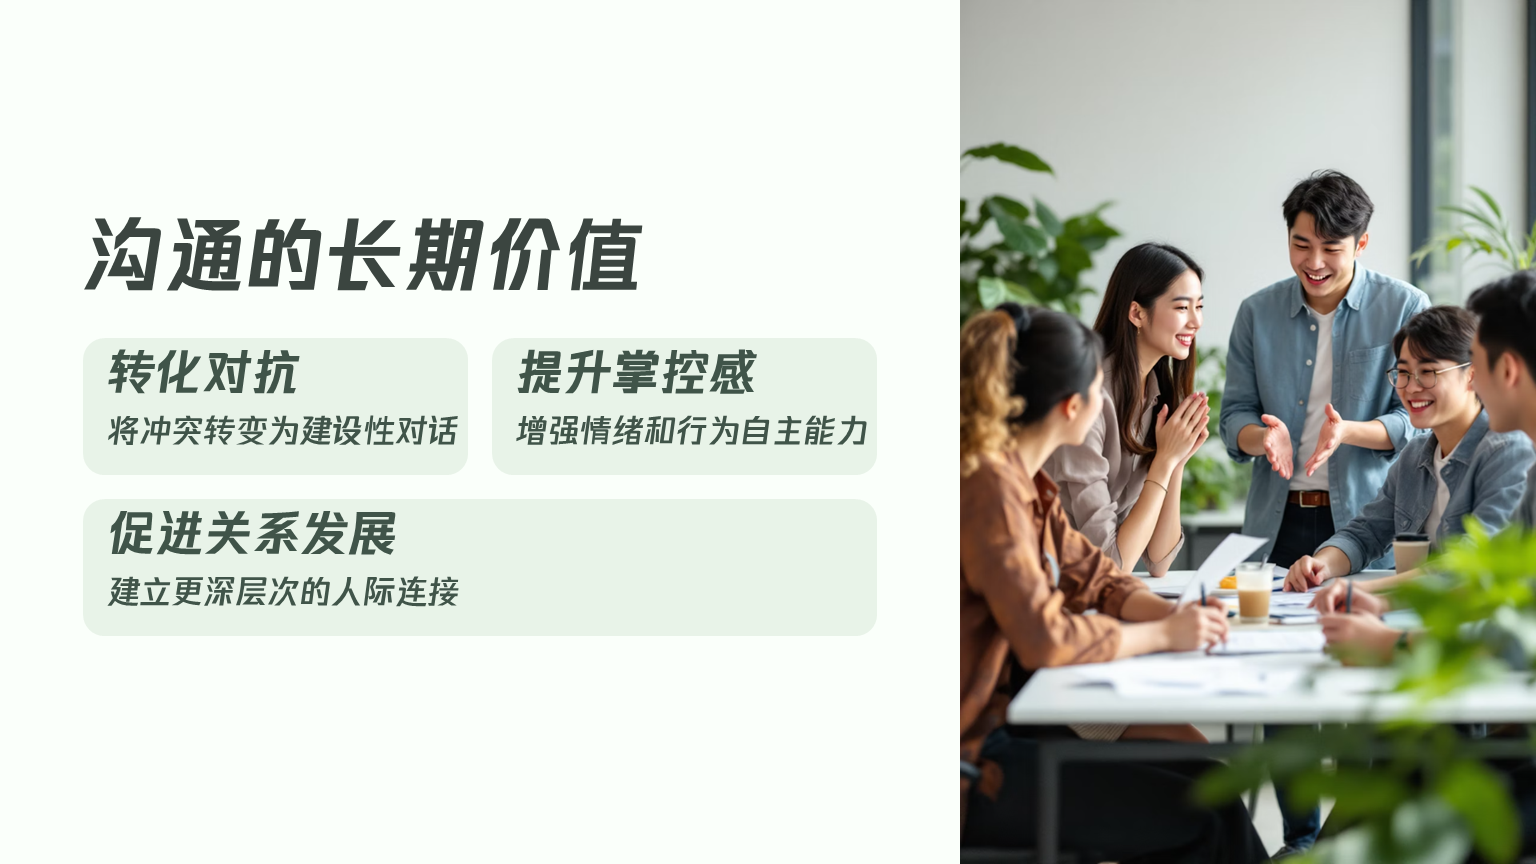 沟通的长期价值
转化对抗
将冲突转变为建设性对话
提升掌控感
增强情绪和行为自主能力
促进关系发展
建立更深层次的人际连接